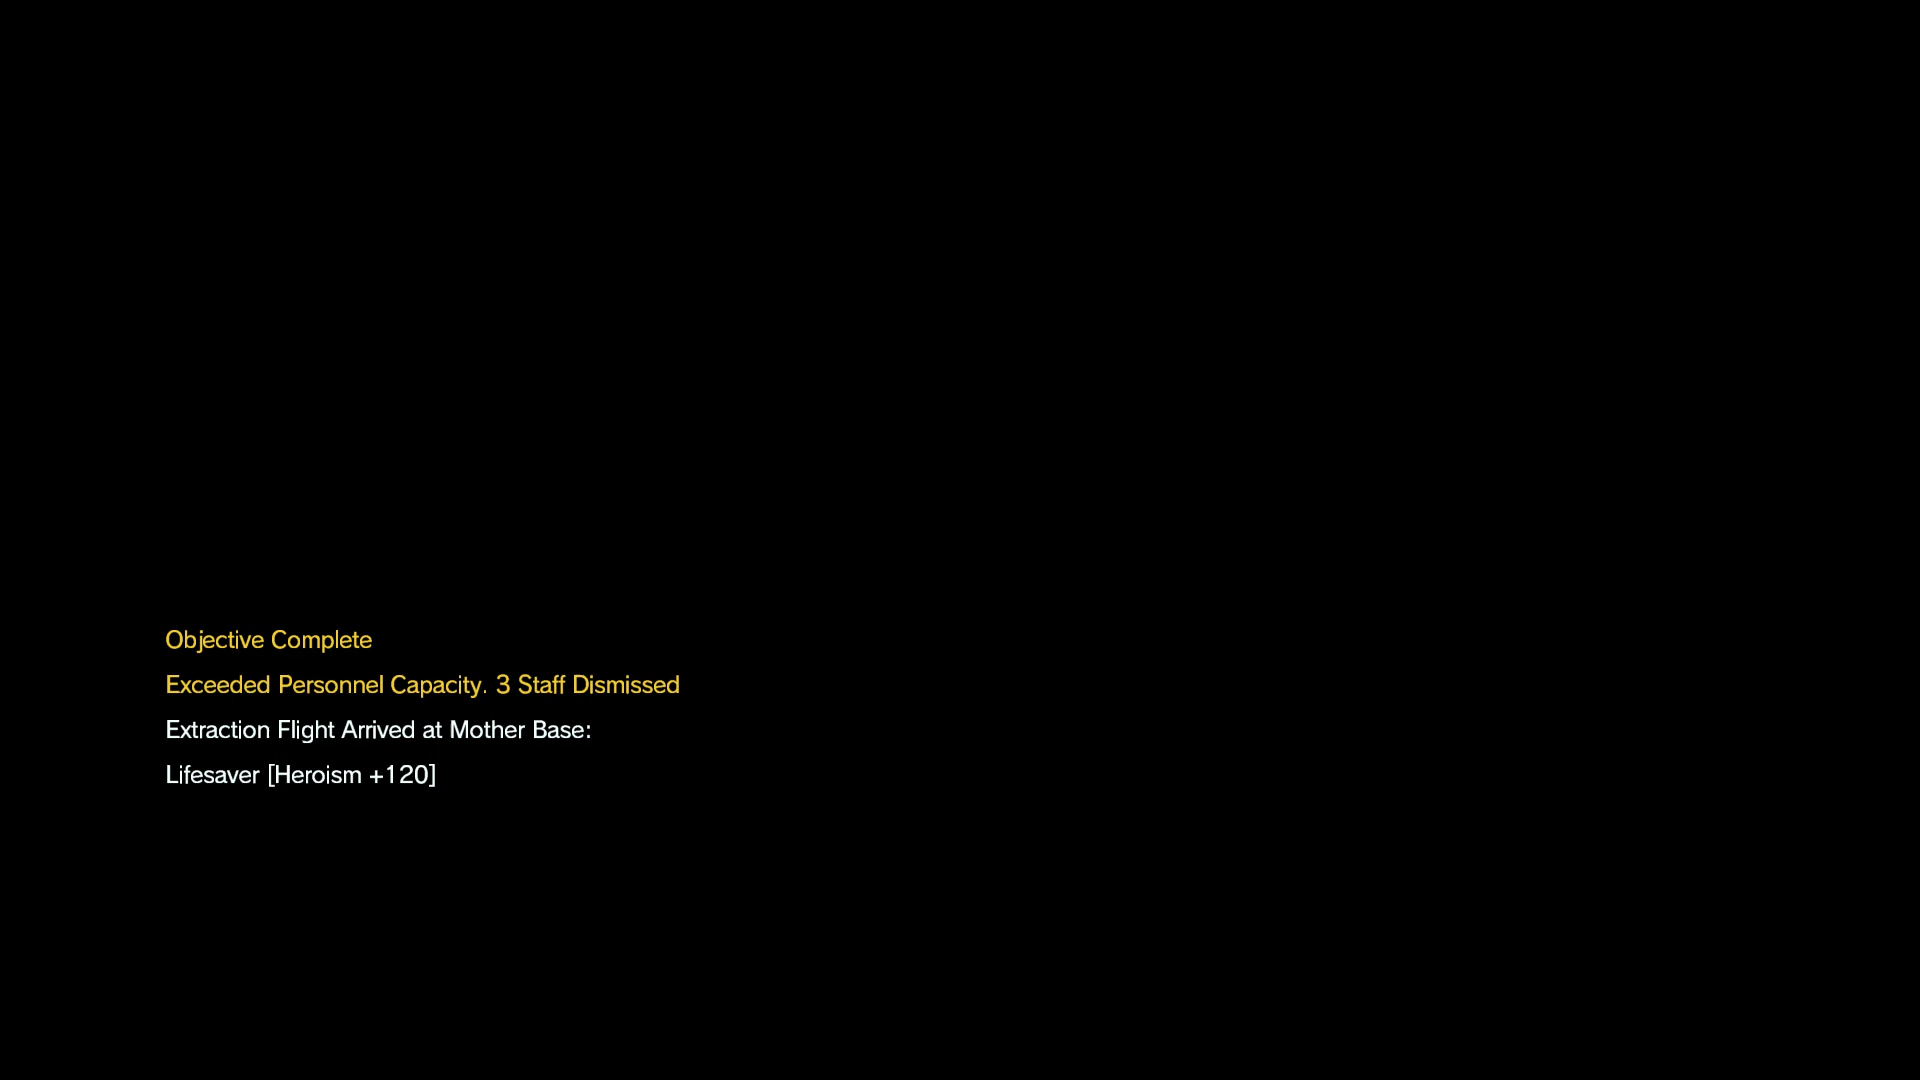 Objective Complete
Exceeded Personnel Capacity. 3 Staff Dismissed
Extraction Flight Arrived at Mother Base:
Lifesaver [Heroism +120]